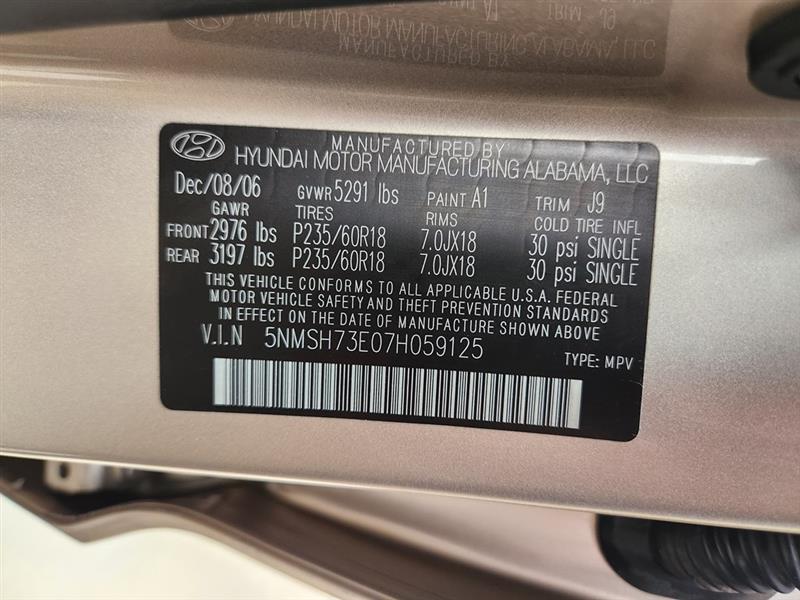 MANUFACTURED BY
HYUNDAI MOTOR MANUFACTURING ALABAMA, LLC
Dec/08/06 GVWR 5291 lbs PAINT A1 TRIM J9
GAWR TIRES RIMS COLD TIRE INFL
FRONT 2976 lbs P235/60R18 7.0JX18 30 psi SINGLE
REAR 3197 lbs P235/60R18 7.0JX18 30 psi SINGLE
THIS VEHICLE CONFORMS TO ALL APPLICABLE U.S.A. FEDERAL
MOTOR VEHICLE SAFETY AND THEFT PREVENTION STANDARDS
IN EFFECT ON THE DATE OF MANUFACTURE SHOWN ABOVE
V.I.N 5NMSH73E07H059125
TYPE: MPV